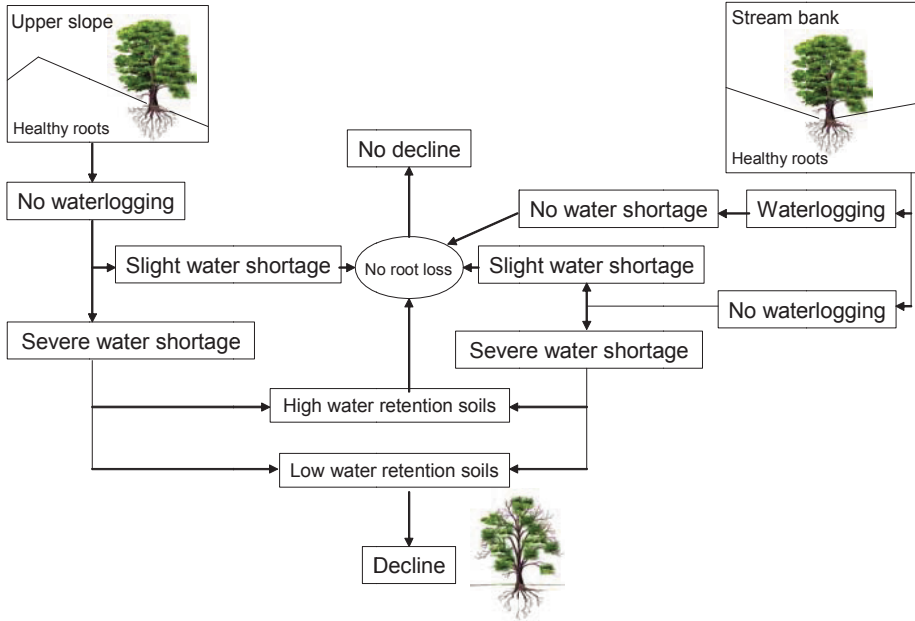 Upper slope
Healthy roots
Stream bank
Healthy roots
No decline
No waterlogging
No water shortage
Waterlogging
Slight water shortage
No root loss
Slight water shortage
No waterlogging
Severe water shortage
Severe water shortage
High water retention soils
Low water retention soils
Decline